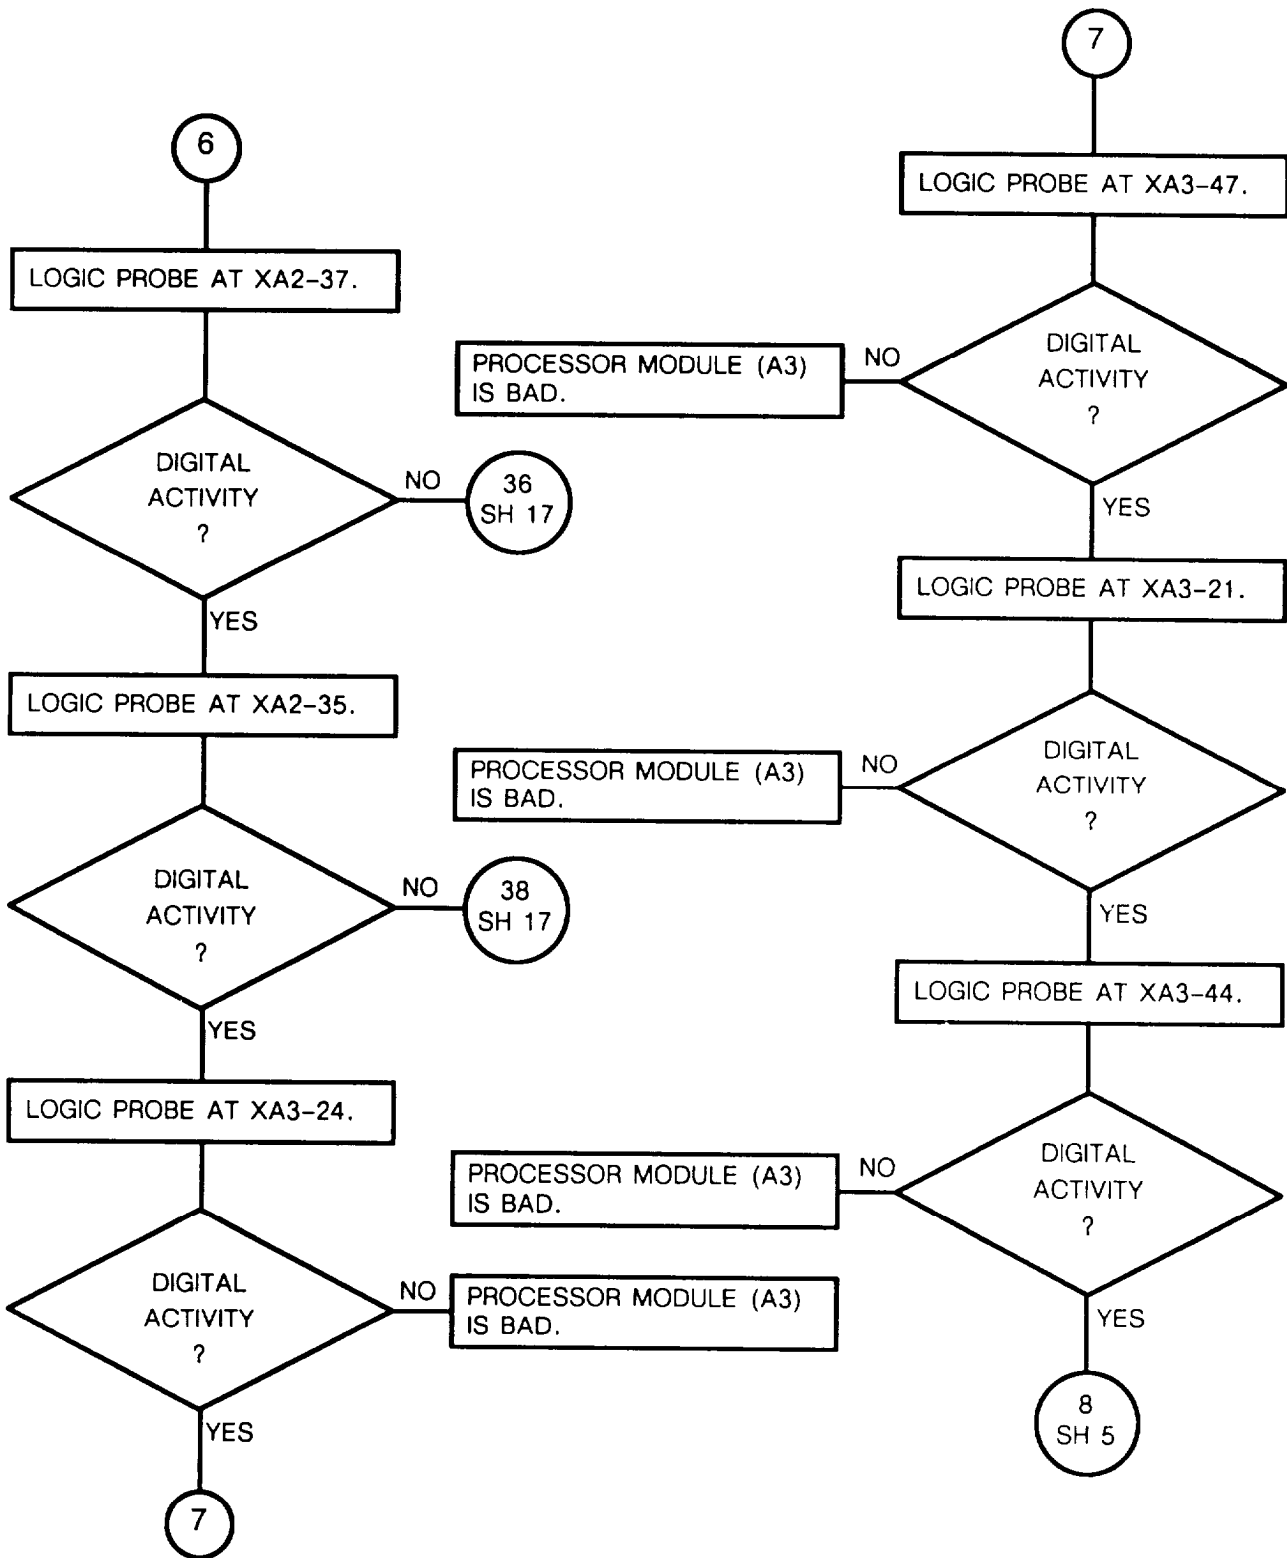 6
LOGIC PROBE AT XA2-37.
DIGITAL
ACTIVITY
?
NO
36
SH 17
YES
LOGIC PROBE AT XA2-35.
DIGITAL
ACTIVITY
?
NO
38
SH 17
YES
LOGIC PROBE AT XA3-24.
DIGITAL
ACTIVITY
?
NO
PROCESSOR MODULE (A3)
IS BAD.
YES
7
7
LOGIC PROBE AT XA3-47.
DIGITAL
ACTIVITY
?
NO
PROCESSOR MODULE (A3)
IS BAD.
YES
LOGIC PROBE AT XA3-21.
DIGITAL
ACTIVITY
?
NO
PROCESSOR MODULE (A3)
IS BAD.
YES
LOGIC PROBE AT XA3-44.
DIGITAL
ACTIVITY
?
NO
PROCESSOR MODULE (A3)
IS BAD.
YES
8
SH 5